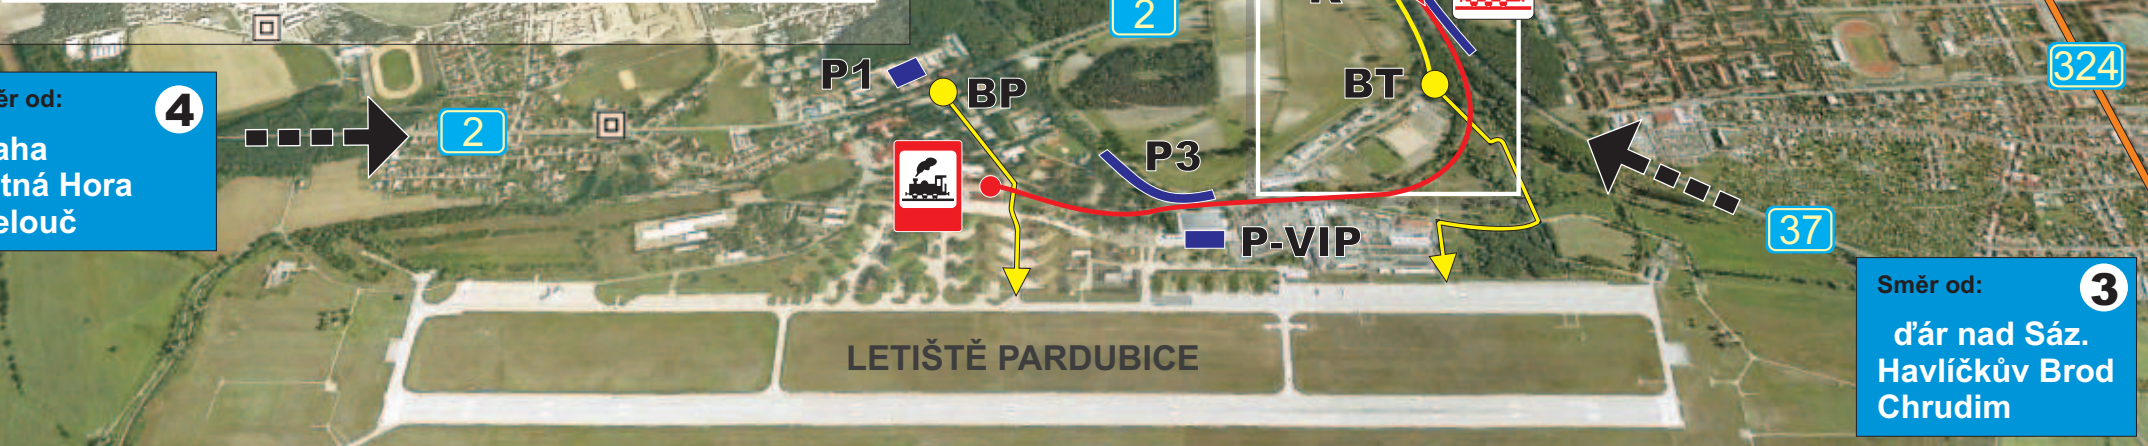 2
324
P1
BP
BT
4
2
P3
P-VIP
37
Směr od:
3
ďár nad Sáz.
Havlíčkův Brod
Chrudim
LETIŠTĚ PARDUBICE
ěr od:
aha
tná Hora
elouč